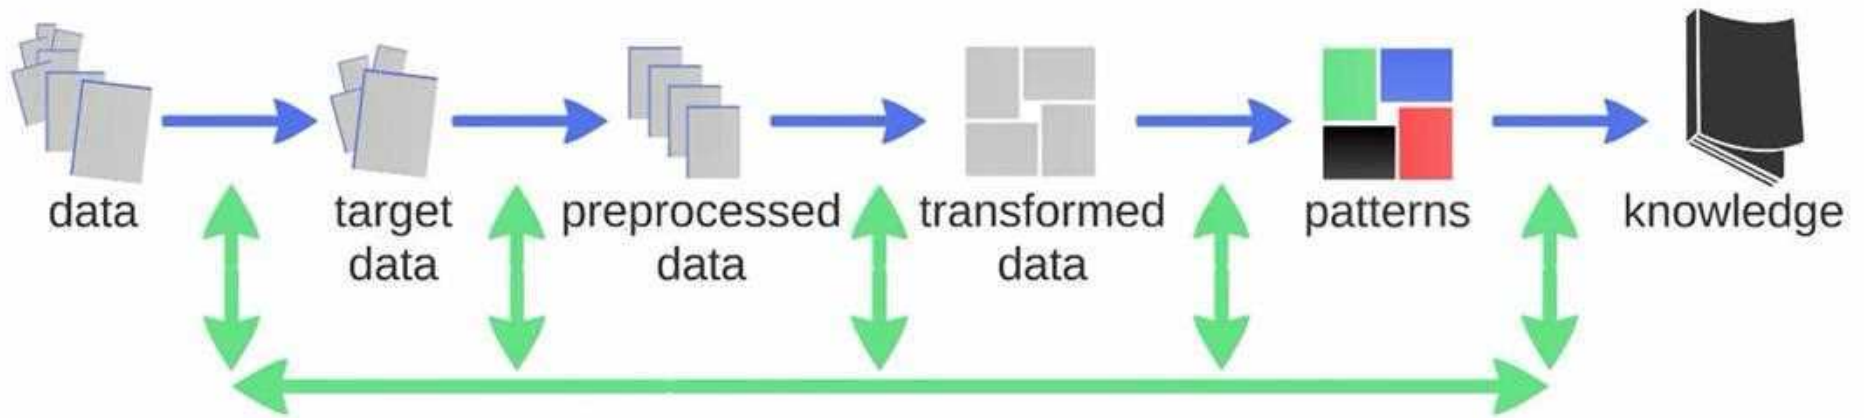 data
target
data
preprocessed
data
transformed
data
patterns
knowledge